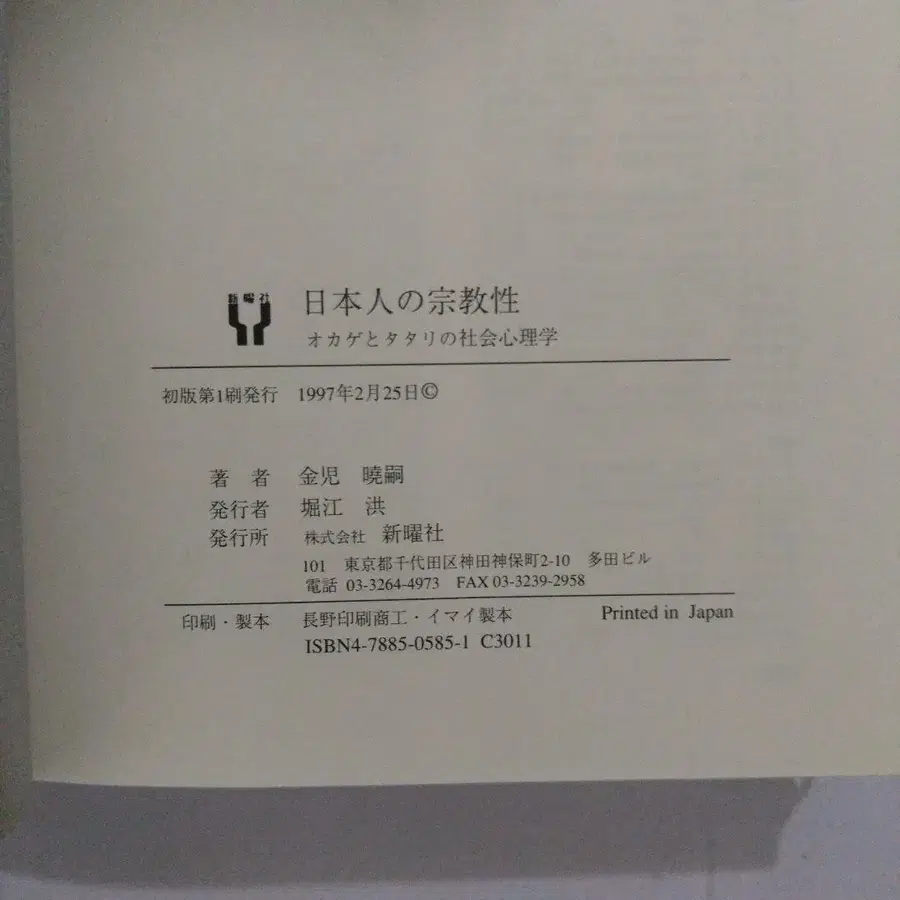 新曜社
日本人の宗教性
オカゲとタタリの社会心理学
初版第1刷発行 1997年2月25日©
著者 金児 曉嗣
発行者 堀江 洪
発行所 株式会社 新曜社
101 東京都千代田区神田神保町2-10 多田ビル
電話 03-3264-4973 FAX 03-3239-2958
印刷・製本 長野印刷商工・イマイ製本 Printed in Japan
ISBN4-7885-0585-1 C3011